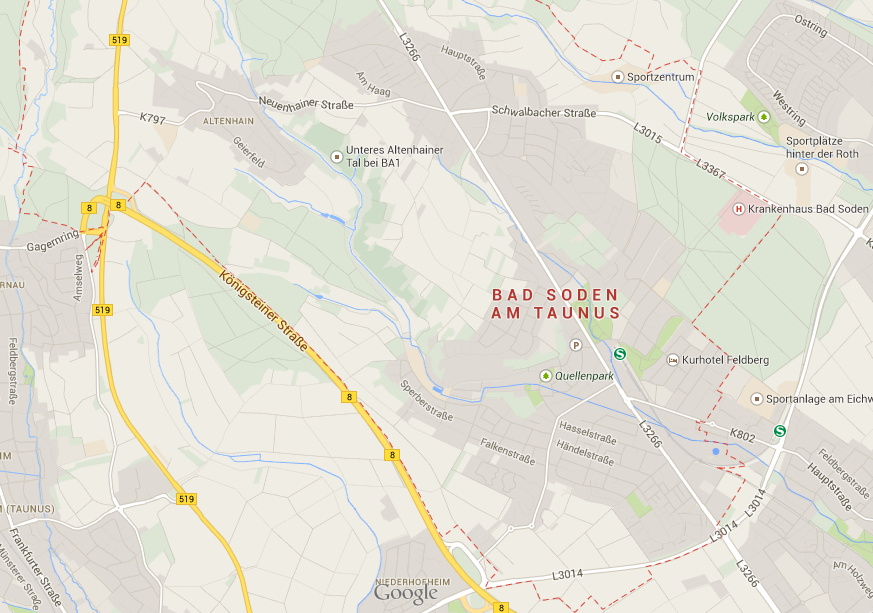 Ostring
519
L3266
Hauptstraße
Sportzentrum
Am Haag
Westring
Neuenhainer Straße
Schwalbacher Straße
K797
Volkspark
ALTENHAIN
L3015
Geierfeld
Unteres Altenhainer
Tal bei BA1
Sportplätze
hinter der Roth
L3367
8
8
Krankenhaus Bad Soden
Gagernring
Amselweg
Königsteiner Straße
BAD SODEN
AM TAUNUS
519
P
S
Kurhotel Feldberg
Feldbergstraße
Quellenpark
Sperberstraße
8
Sportanlage am Eichw
Hasselstraße
L3266
K802
S
Falkenstraße
Händelstraße
8
Feldbergstraße
Hauptstraße
519
L3014
(TAUNUS)
Frankfurter Straße
L3014
Münsterer Straße
L3014
L3266
Am Holzweg
NIEDERHOFHEIM
Google
8